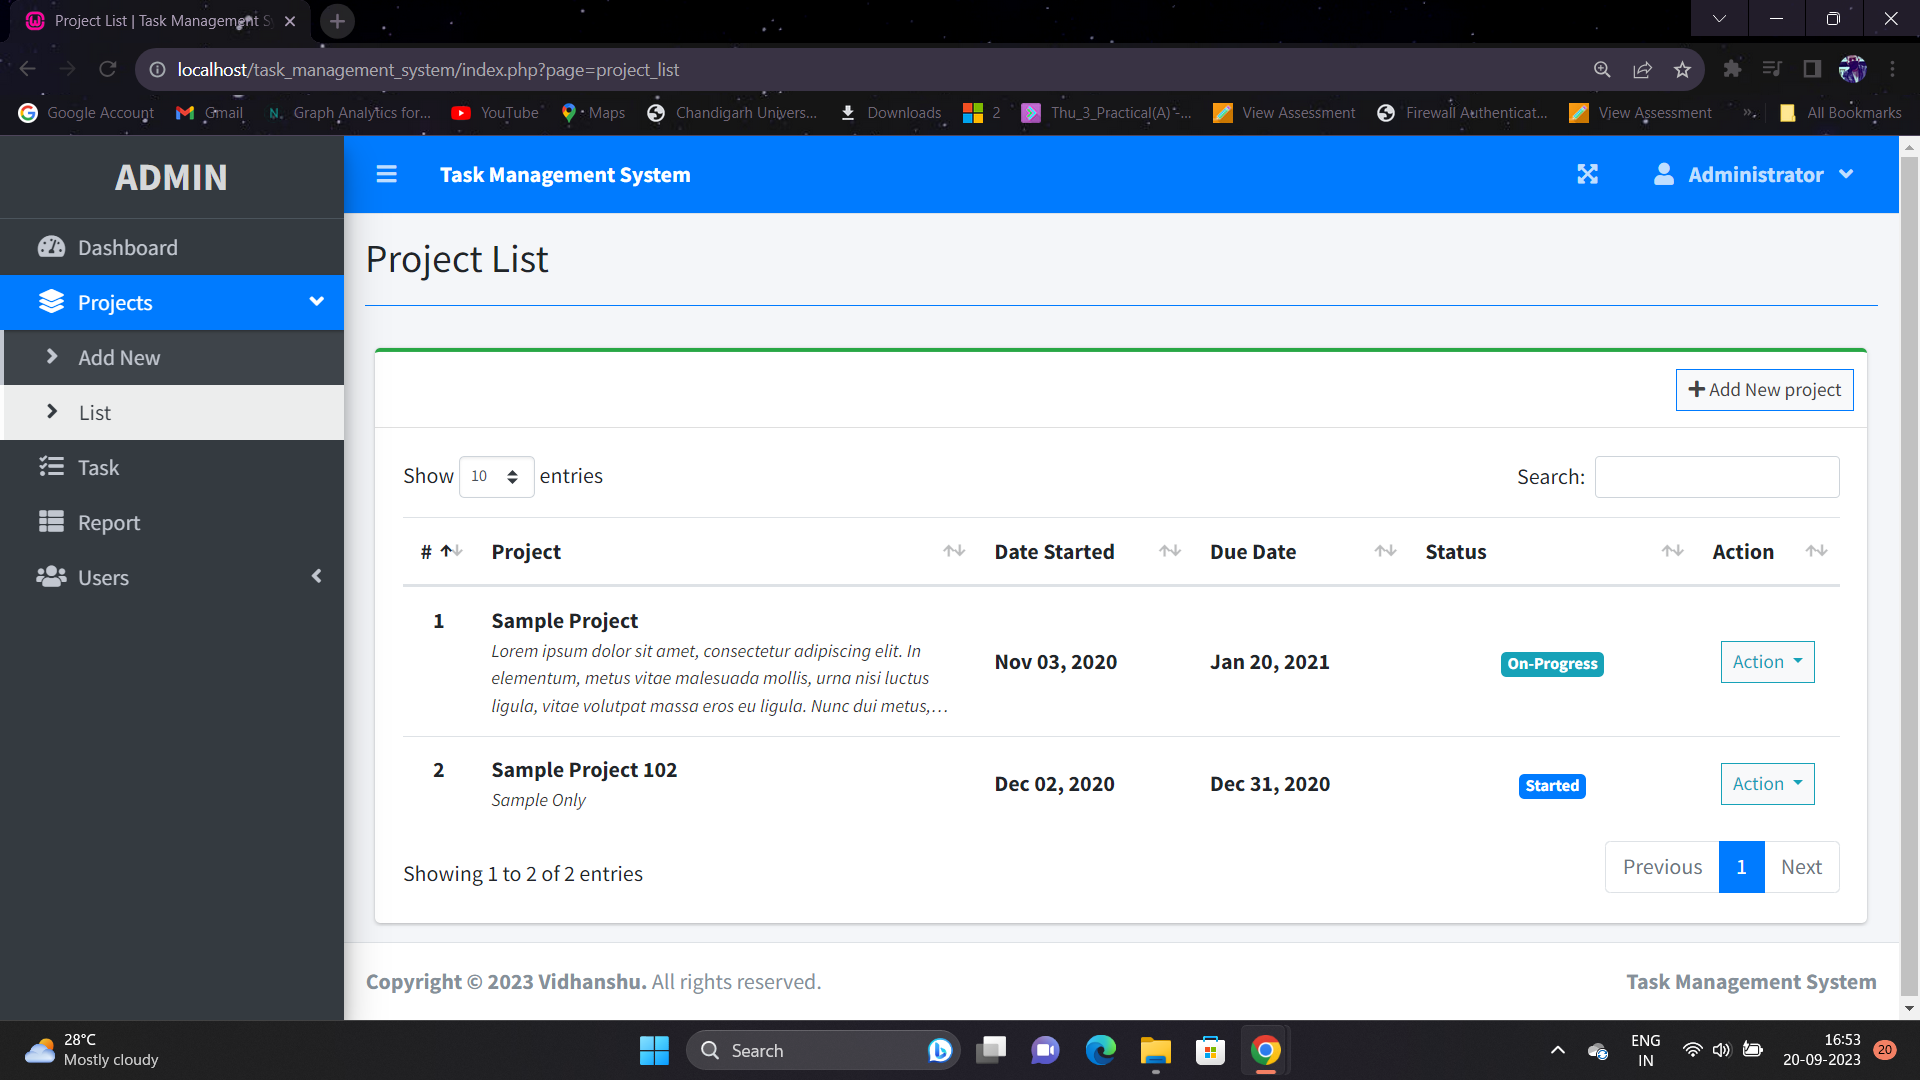 Project List | Task Management S
localhost/task_management_system/index.php?page=project_list
Google Account
Gmail
Graph Analytics for...
YouTube
Maps
Chandigarh Univers...
Downloads
2
Thu_3_Practical(A) -...
View Assessment
Firewall Authenticat...
View Assessment
»
All Bookmarks
ADMIN
Task Management System
Administrator
Dashboard
Projects
Add New
List
Task
Report
Users
Project List
Add New project
Show 10 entries
Search:
# Project Date Started Due Date Status Action
1 Sample Project
Lorem ipsum dolor sit amet, consectetur adipiscing elit. In
elementum, metus vitae malesuada mollis, urna nisi luctus
ligula, vitae volutpat massa eros eu ligula. Nunc dui metus,...
Nov 03, 2020 Jan 20, 2021 On-Progress Action
2 Sample Project 102
Sample Only
Dec 02, 2020 Dec 31, 2020 Started Action
Showing 1 to 2 of 2 entries
Previous 1 Next
Copyright © 2023 Vidhanshu. All rights reserved.
Task Management System
28°C
Mostly cloudy
Search
ENG
IN
16:53
20-09-2023
20